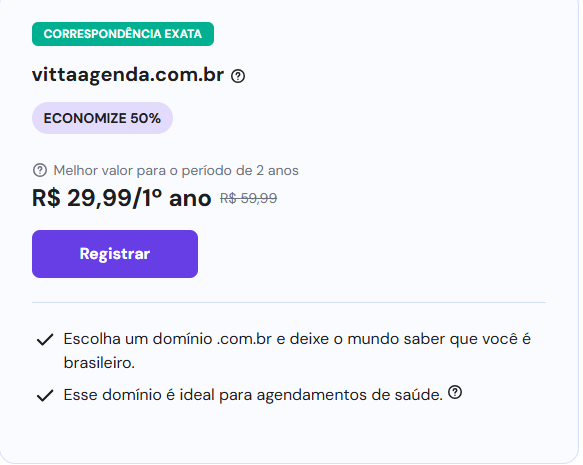 CORRESPONDÊNCIA EXATA
vittaagenda.com.br
ECONOMIZE 50%
Melhor valor para o período de 2 anos
R$ 29,99/1º ano R$ 59,99
Registrar
Escolha um domínio .com.br e deixe o mundo saber que você é
brasileiro.
Esse domínio é ideal para agendamentos de saúde.